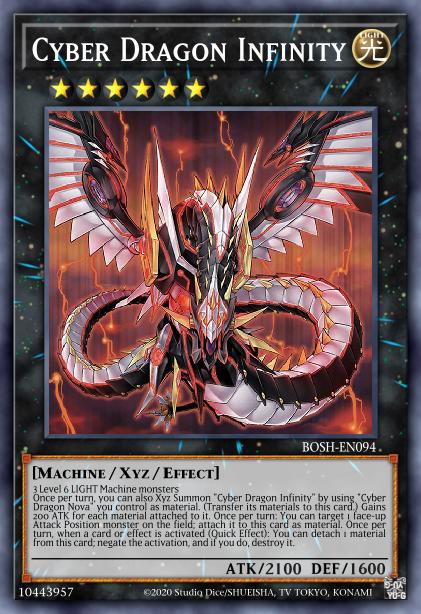 CYBER DRAGON INFINITY
LIGHT
光
BOSH-EN094
[MACHINE / XYZ / EFFECT]
3 Level 6 LIGHT Machine monsters
Once per turn, you can also Xyz Summon "Cyber Dragon Infinity" by using "Cyber
Dragon Nova" you control as material. (Transfer its materials to this card.) Gains
200 ATK for each material attached to it. Once per turn: You can target 1 face-up
Attack Position monster on the field; attach it to this card as material. Once per
turn, when a card or effect is activated (Quick Effect): You can detach 1 material
from this card; negate the activation, and if you do, destroy it.
ATK/2100 DEF/1600
10443957
©2020 Studio Dice/SHUEISHA, TV TOKYO, KONAMI